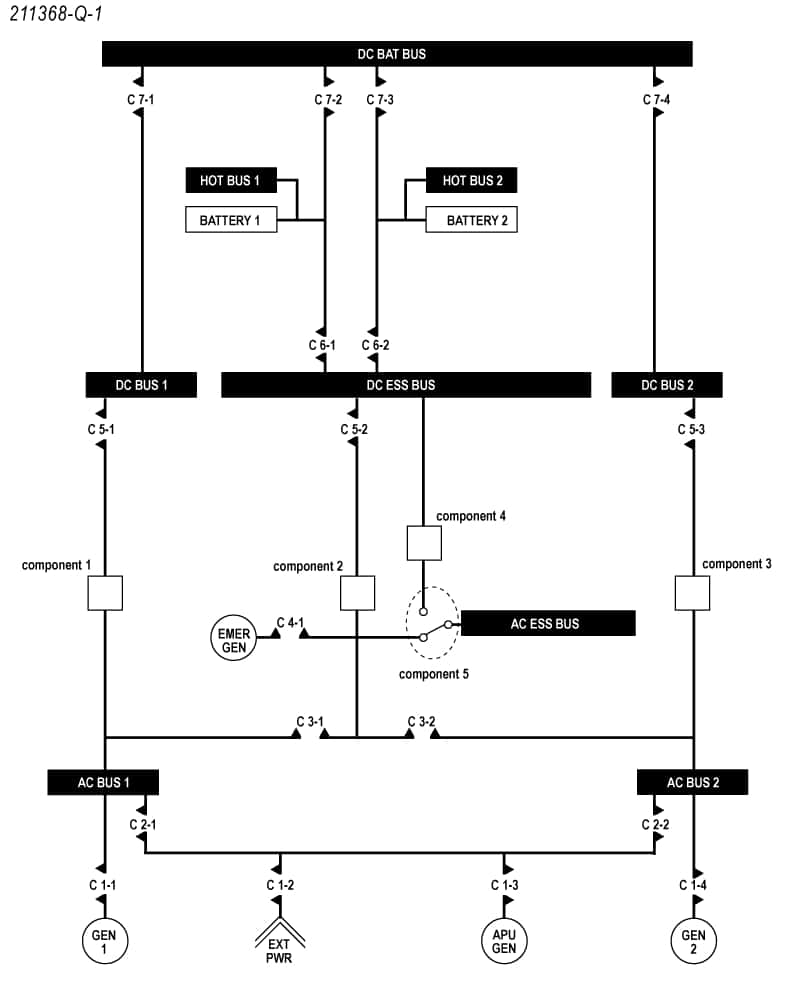 211368-Q-1
DC BAT BUS
C 7-1
C 7-2
C 7-3
C 7-4
HOT BUS 1
HOT BUS 2
BATTERY 1
BATTERY 2
C 6-1
C 6-2
DC BUS 1
DC ESS BUS
DC BUS 2
C 5-1
C 5-2
C 5-3
component 4
component 1
component 2
component 3
EMER
GEN
C 4-1
AC ESS BUS
component 5
C 3-1
C 3-2
AC BUS 1
AC BUS 2
C 2-1
C 2-2
C 1-1
C 1-2
C 1-3
C 1-4
GEN
1
EXT
PWR
APU
GEN
GEN
2